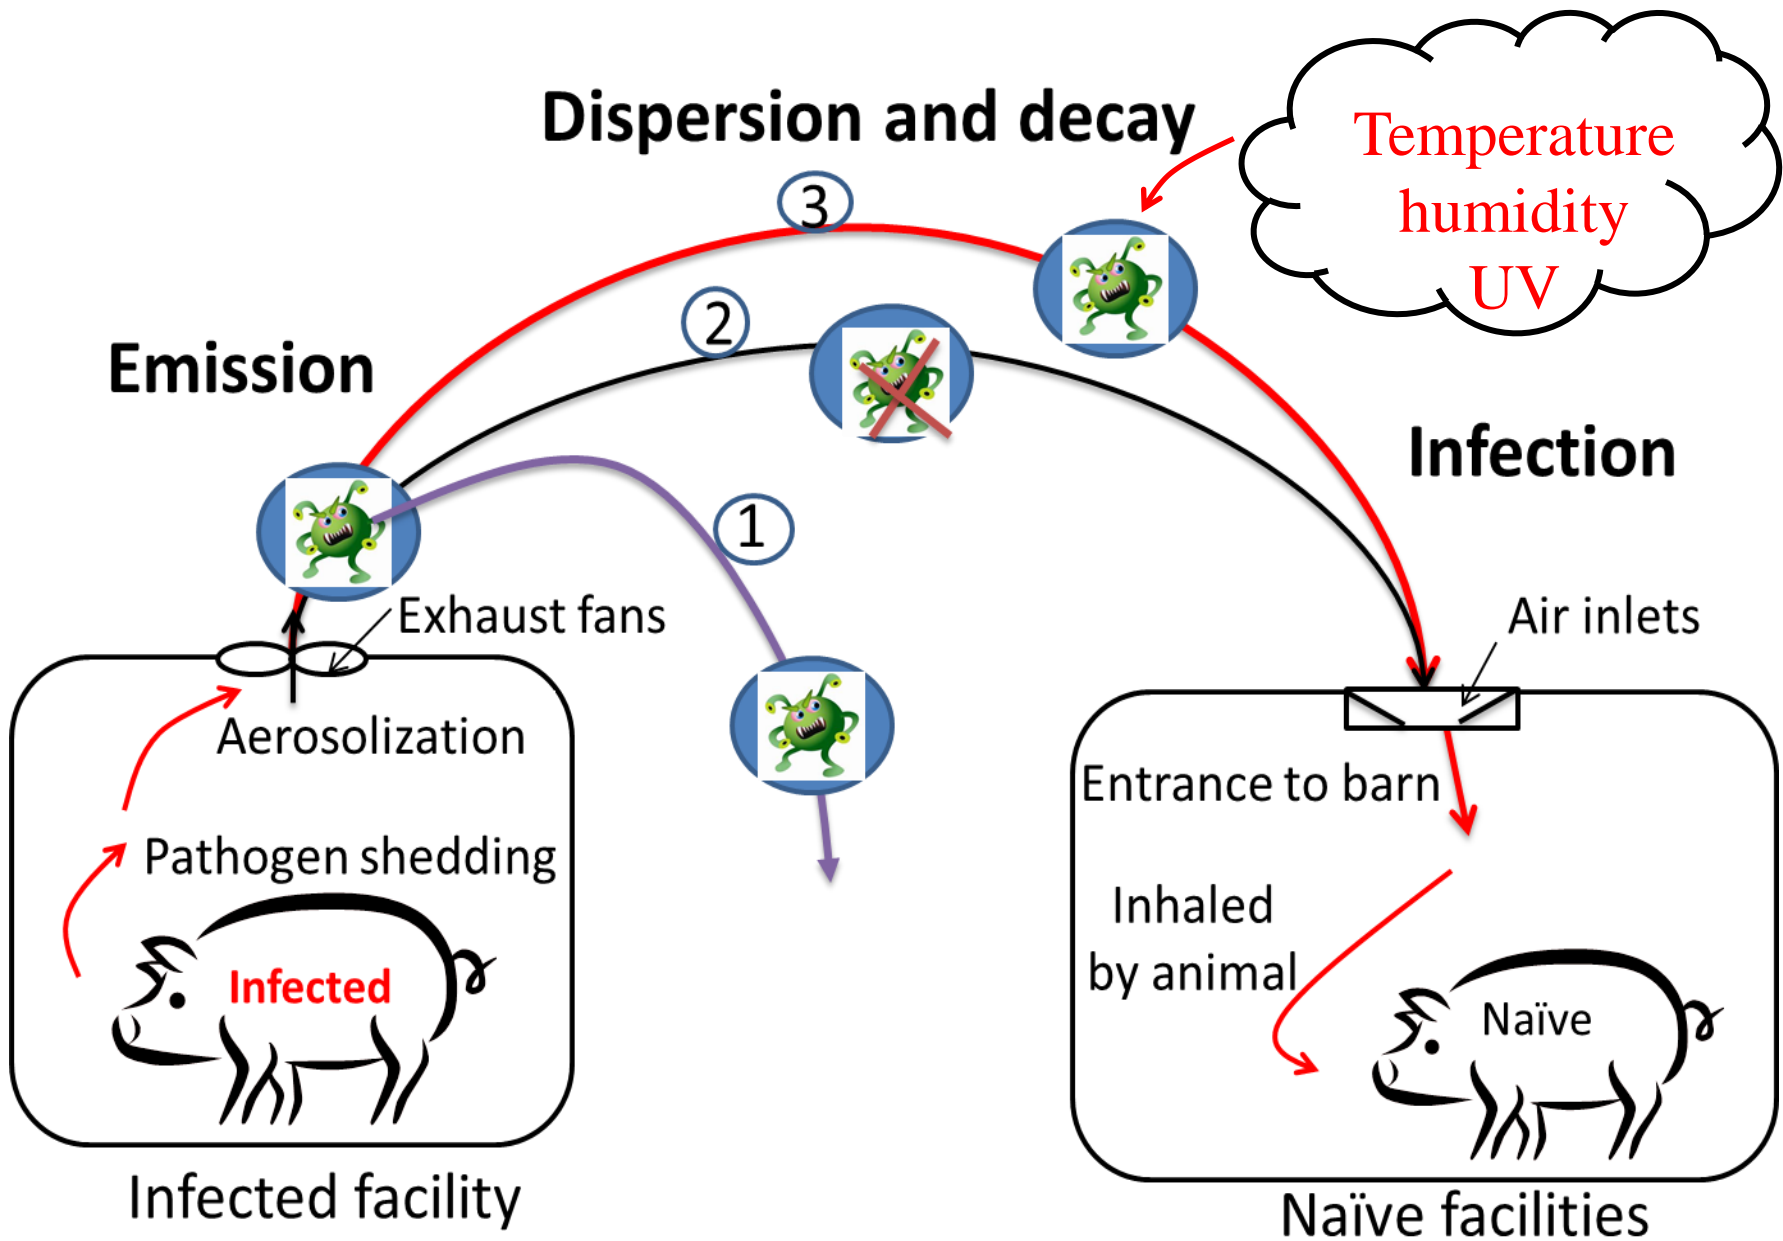 Dispersion and decay
Temperature
humidity
UV
3
2
Emission
Infection
1
Exhaust fans
Air inlets
Aerosolization
Entrance to barn
Pathogen shedding
Inhaled
by animal
Infected
Naïve
Infected facility
Naïve facilities